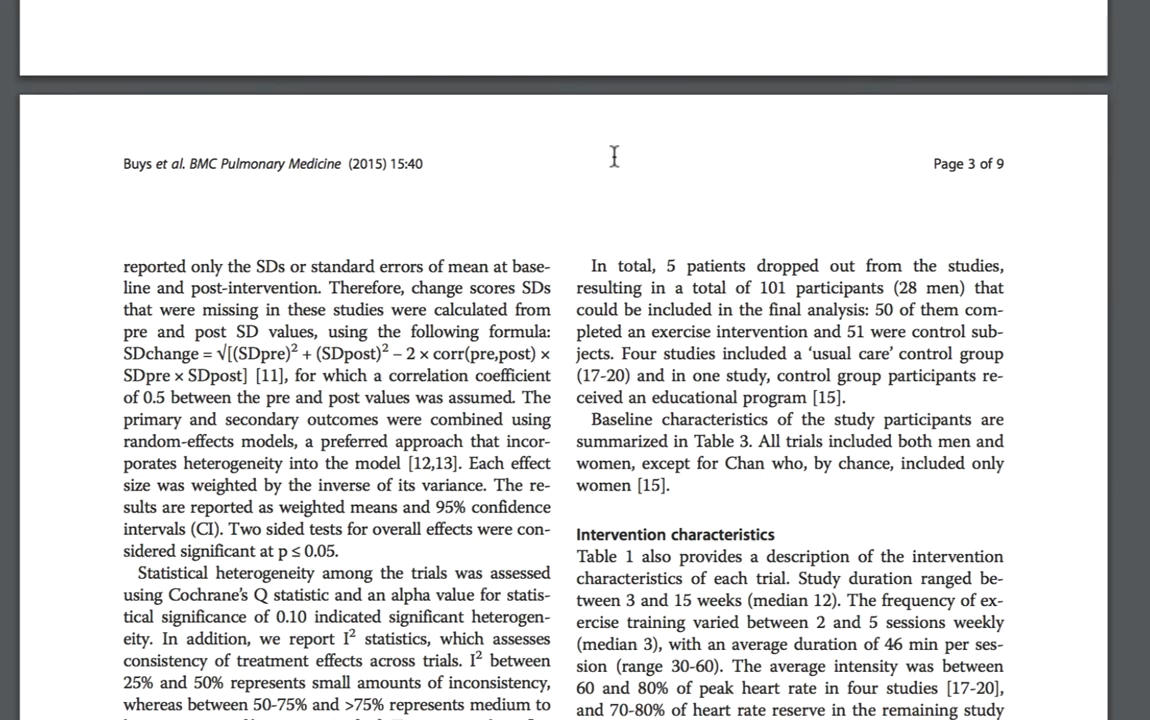 Buys et al. BMC Pulmonary Medicine (2015) 15:40
Page 3 of 9
reported only the SDs or standard errors of mean at base-
line and post-intervention. Therefore, change scores SDs
that were missing in these studies were calculated from
pre and post SD values, using the following formula:
SDchange = √[(SDpre)² + (SDpost)² − 2 × corr(pre,post) ×
SDpre × SDpost] [11], for which a correlation coefficient
of 0.5 between the pre and post values was assumed. The
primary and secondary outcomes were combined using
random-effects models, a preferred approach that incor-
porates heterogeneity into the model [12,13]. Each effect
size was weighted by the inverse of its variance. The re-
sults are reported as weighted means and 95% confidence
intervals (CI). Two sided tests for overall effects were con-
sidered significant at p ≤ 0.05.
Statistical heterogeneity among the trials was assessed
using Cochrane's Q statistic and an alpha value for statis-
tical significance of 0.10 indicated significant heterogen-
eity. In addition, we report I² statistics, which assesses
consistency of treatment effects across trials. I² between
25% and 50% represents small amounts of inconsistency,
whereas between 50-75% and >75% represents medium to
In total, 5 patients dropped out from the studies,
resulting in a total of 101 participants (28 men) that
could be included in the final analysis: 50 of them com-
pleted an exercise intervention and 51 were control sub-
jects. Four studies included a 'usual care' control group
(17-20) and in one study, control group participants re-
ceived an educational program [15].
Baseline characteristics of the study participants are
summarized in Table 3. All trials included both men and
women, except for Chan who, by chance, included only
women [15].
Intervention characteristics
Table 1 also provides a description of the intervention
characteristics of each trial. Study duration ranged be-
tween 3 and 15 weeks (median 12). The frequency of ex-
ercise training varied between 2 and 5 sessions weekly
(median 3), with an average duration of 46 min per ses-
sion (range 30-60). The average intensity was between
60 and 80% of peak heart rate in four studies [17-20],
and 70-80% of heart rate reserve in the remaining study